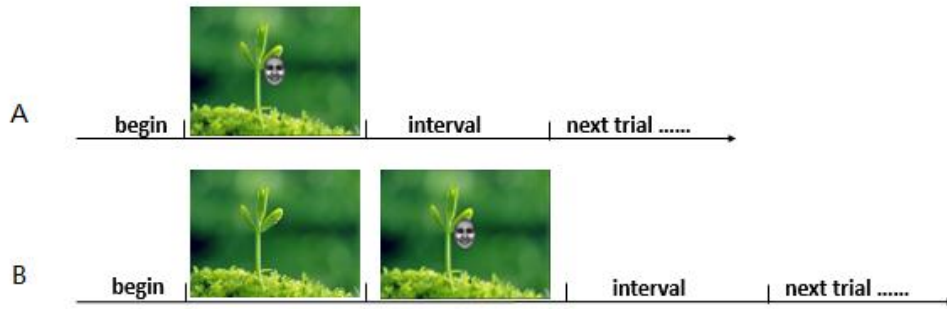 A
begin interval next trial ......
B
begin interval next trial ......